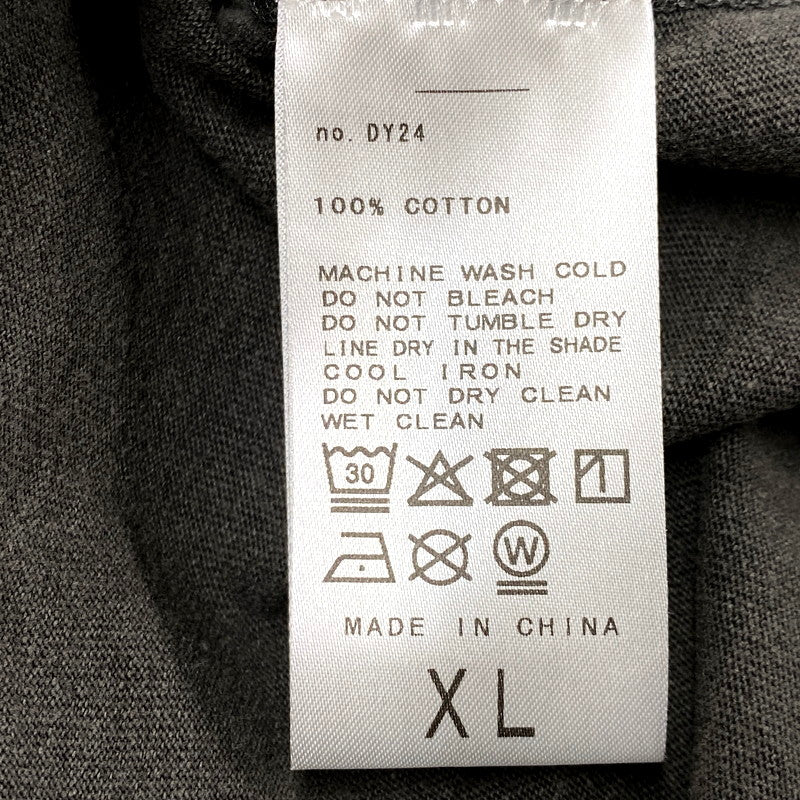 no. DY24
100% COTTON
MACHINE WASH COLD
DO NOT BLEACH
DO NOT TUMBLE DRY
LINE DRY IN THE SHADE
COOL IRON
DO NOT DRY CLEAN
WET CLEAN
30
W
MADE IN CHINA
XL